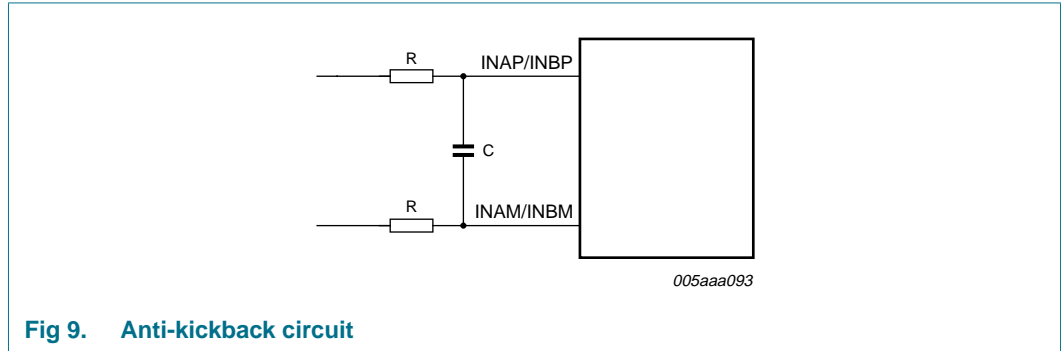 R
INAP/INBP
C
R
INAM/INBM
005aaa093
Fig 9. Anti-kickback circuit